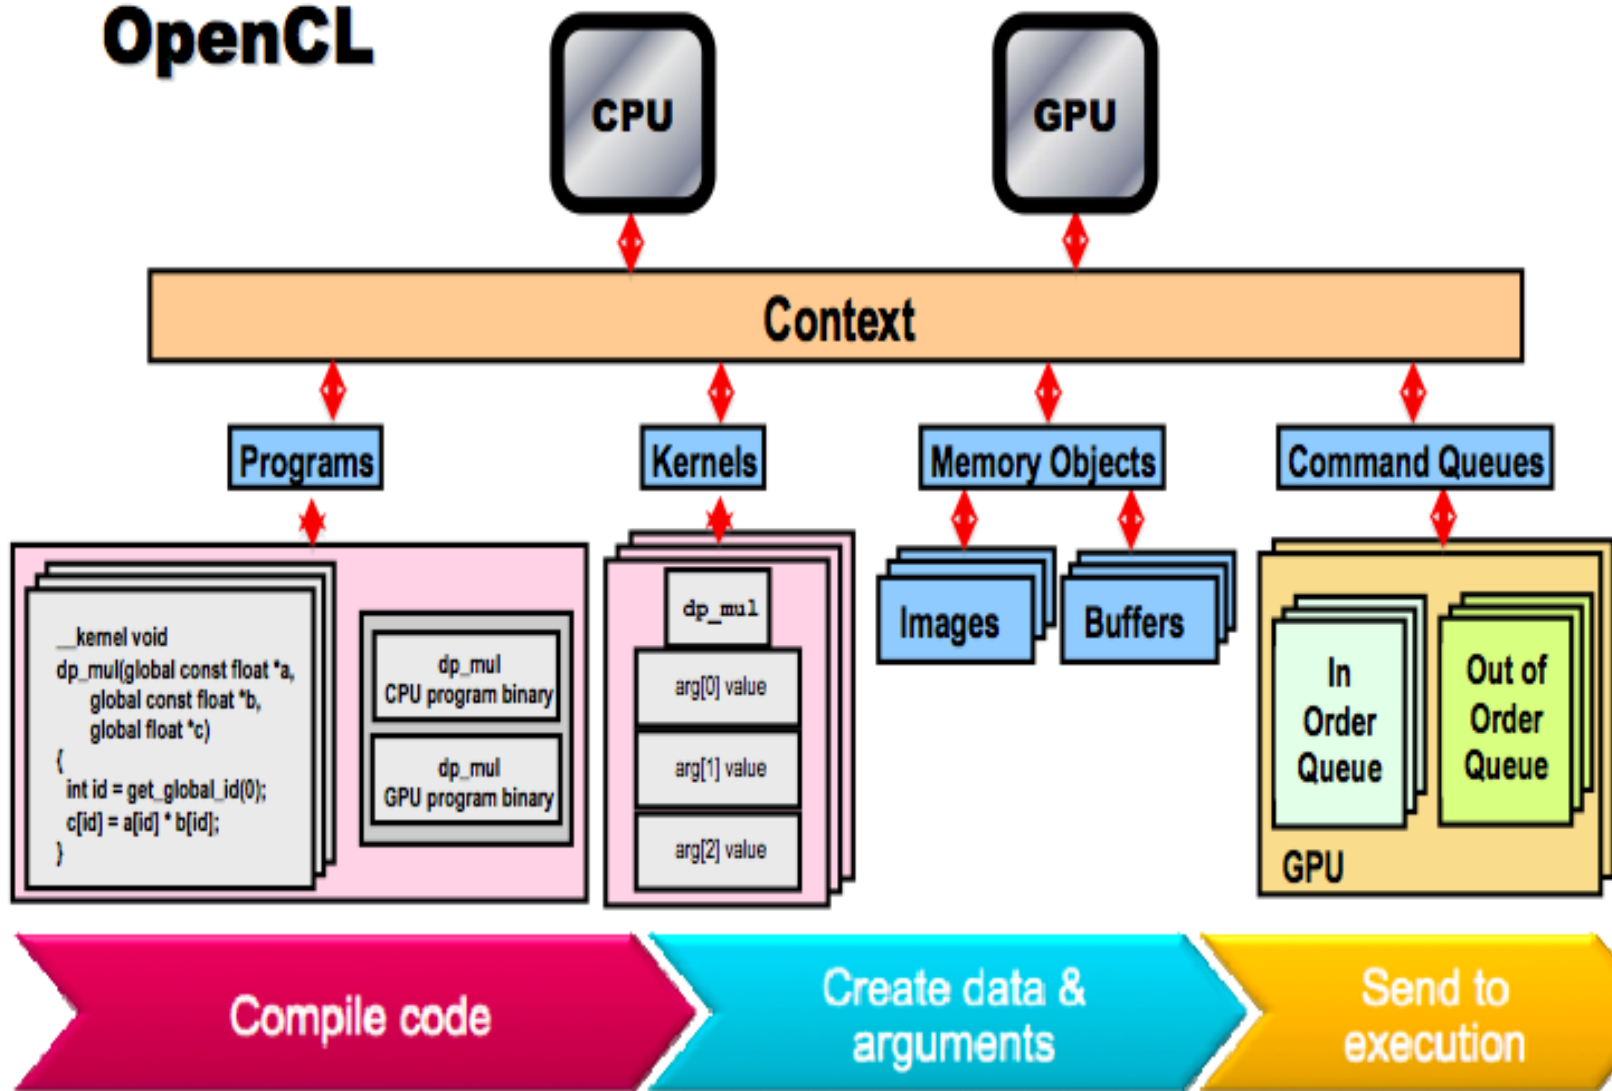 OpenCL
CPU
GPU
Context
Programs
Kernels
Memory Objects
Command Queues
__kernel void
dp_mul(global const float *a,
global const float *b,
global float *c)
{
int id = get_global_id(0);
c[id] = a[id] * b[id];
}
dp_mul
CPU program binary
dp_mul
GPU program binary
dp_mul
arg[0] value
arg[1] value
arg[2] value
Images
Buffers
In
Order
Queue
Out of
Order
Queue
GPU
Compile code
Create data &
arguments
Send to
execution